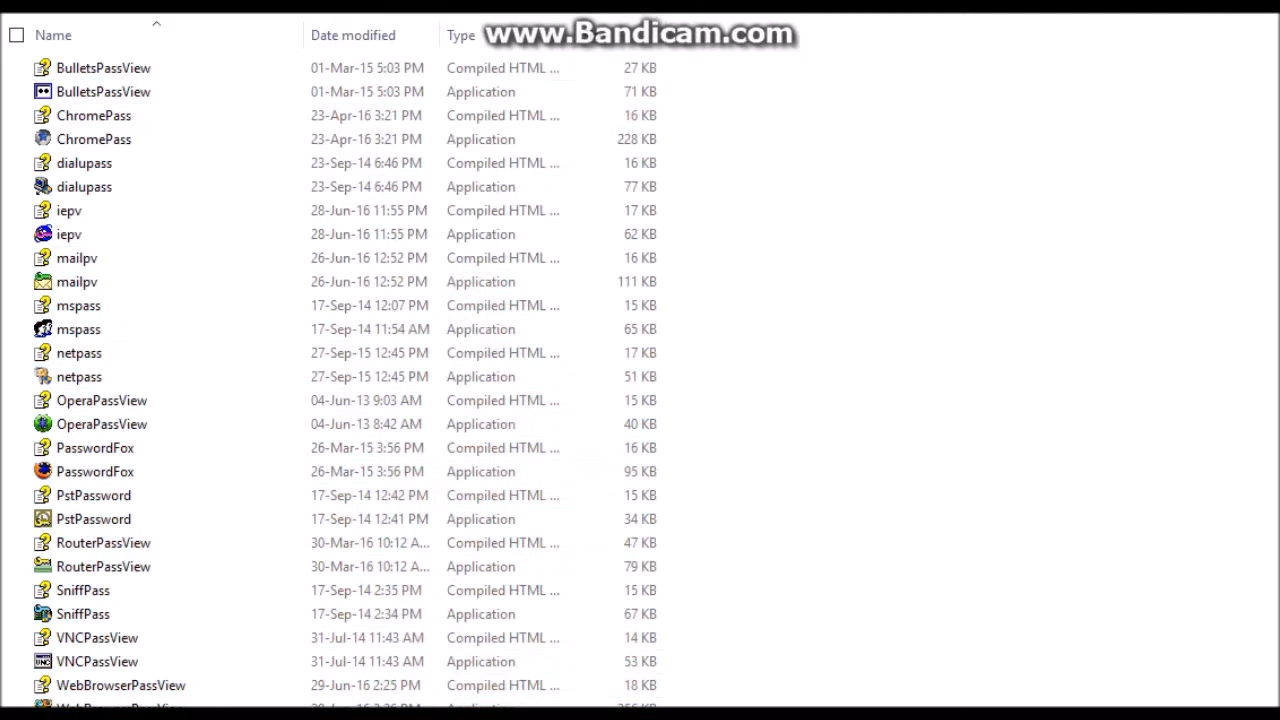 www.Bandicam.com
Name Date modified Type
BulletsPassView 01-Mar-15 5:03 PM Compiled HTML ... 27 KB
BulletsPassView 01-Mar-15 5:03 PM Application 71 KB
ChromePass 23-Apr-16 3:21 PM Compiled HTML ... 16 KB
ChromePass 23-Apr-16 3:21 PM Application 228 KB
dialupass 23-Sep-14 6:46 PM Compiled HTML ... 16 KB
dialupass 23-Sep-14 6:46 PM Application 77 KB
iepv 28-Jun-16 11:55 PM Compiled HTML ... 17 KB
iepv 28-Jun-16 11:55 PM Application 62 KB
mailpv 26-Jun-16 12:52 PM Compiled HTML ... 16 KB
mailpv 26-Jun-16 12:52 PM Application 111 KB
mspass 17-Sep-14 12:07 PM Compiled HTML ... 15 KB
mspass 17-Sep-14 11:54 AM Application 65 KB
netpass 27-Sep-15 12:45 PM Compiled HTML ... 17 KB
netpass 27-Sep-15 12:45 PM Application 51 KB
OperaPassView 04-Jun-13 9:03 AM Compiled HTML ... 15 KB
OperaPassView 04-Jun-13 8:42 AM Application 40 KB
PasswordFox 26-Mar-15 3:56 PM Compiled HTML ... 16 KB
PasswordFox 26-Mar-15 3:56 PM Application 95 KB
PstPassword 17-Sep-14 12:42 PM Compiled HTML ... 15 KB
PstPassword 17-Sep-14 12:41 PM Application 34 KB
RouterPassView 30-Mar-16 10:12 A... Compiled HTML ... 47 KB
RouterPassView 30-Mar-16 10:12 A... Application 79 KB
SniffPass 17-Sep-14 2:35 PM Compiled HTML ... 15 KB
SniffPass 17-Sep-14 2:34 PM Application 67 KB
VNCPassView 31-Jul-14 11:43 AM Compiled HTML ... 14 KB
VNCPassView 31-Jul-14 11:43 AM Application 53 KB
WebBrowserPassView 29-Jun-16 2:25 PM Compiled HTML ... 18 KB